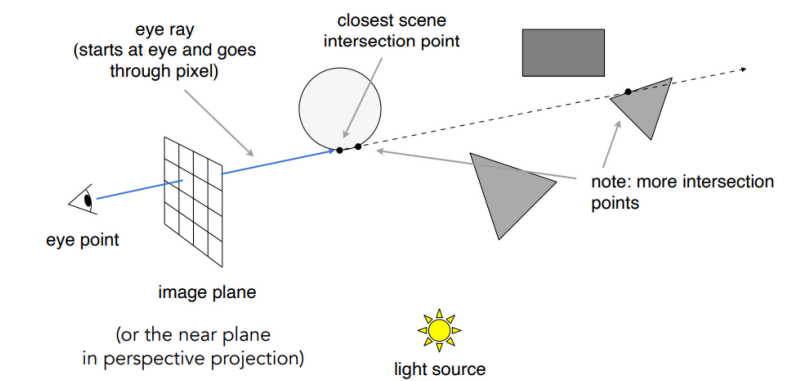 eye ray
(starts at eye and goes
through pixel)
closest scene
intersection point
note: more intersection
points
eye point
image plane
(or the near plane
in perspective projection)
light source